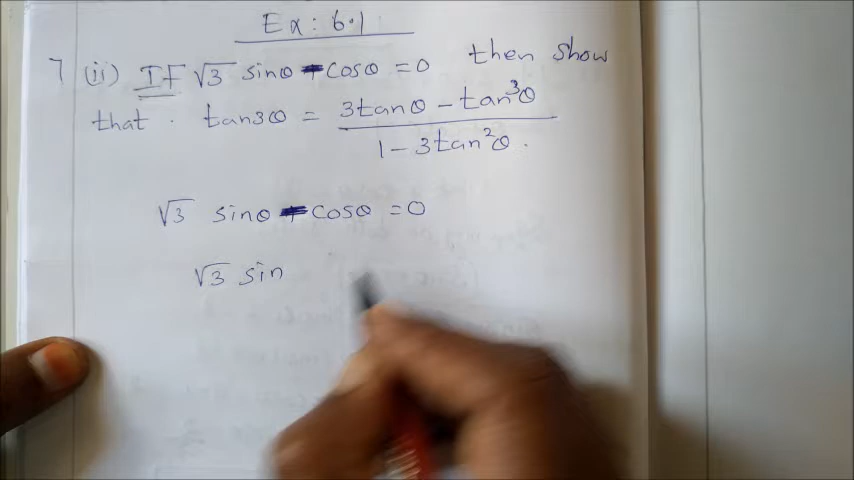 Ex: 6.1
7 (ii) IF √3 sinθ - cosθ = 0 then show
that . tan3θ = 3tanθ - tan³θ
1 - 3tan²θ .
√3 sinθ - cosθ = 0
√3 sin